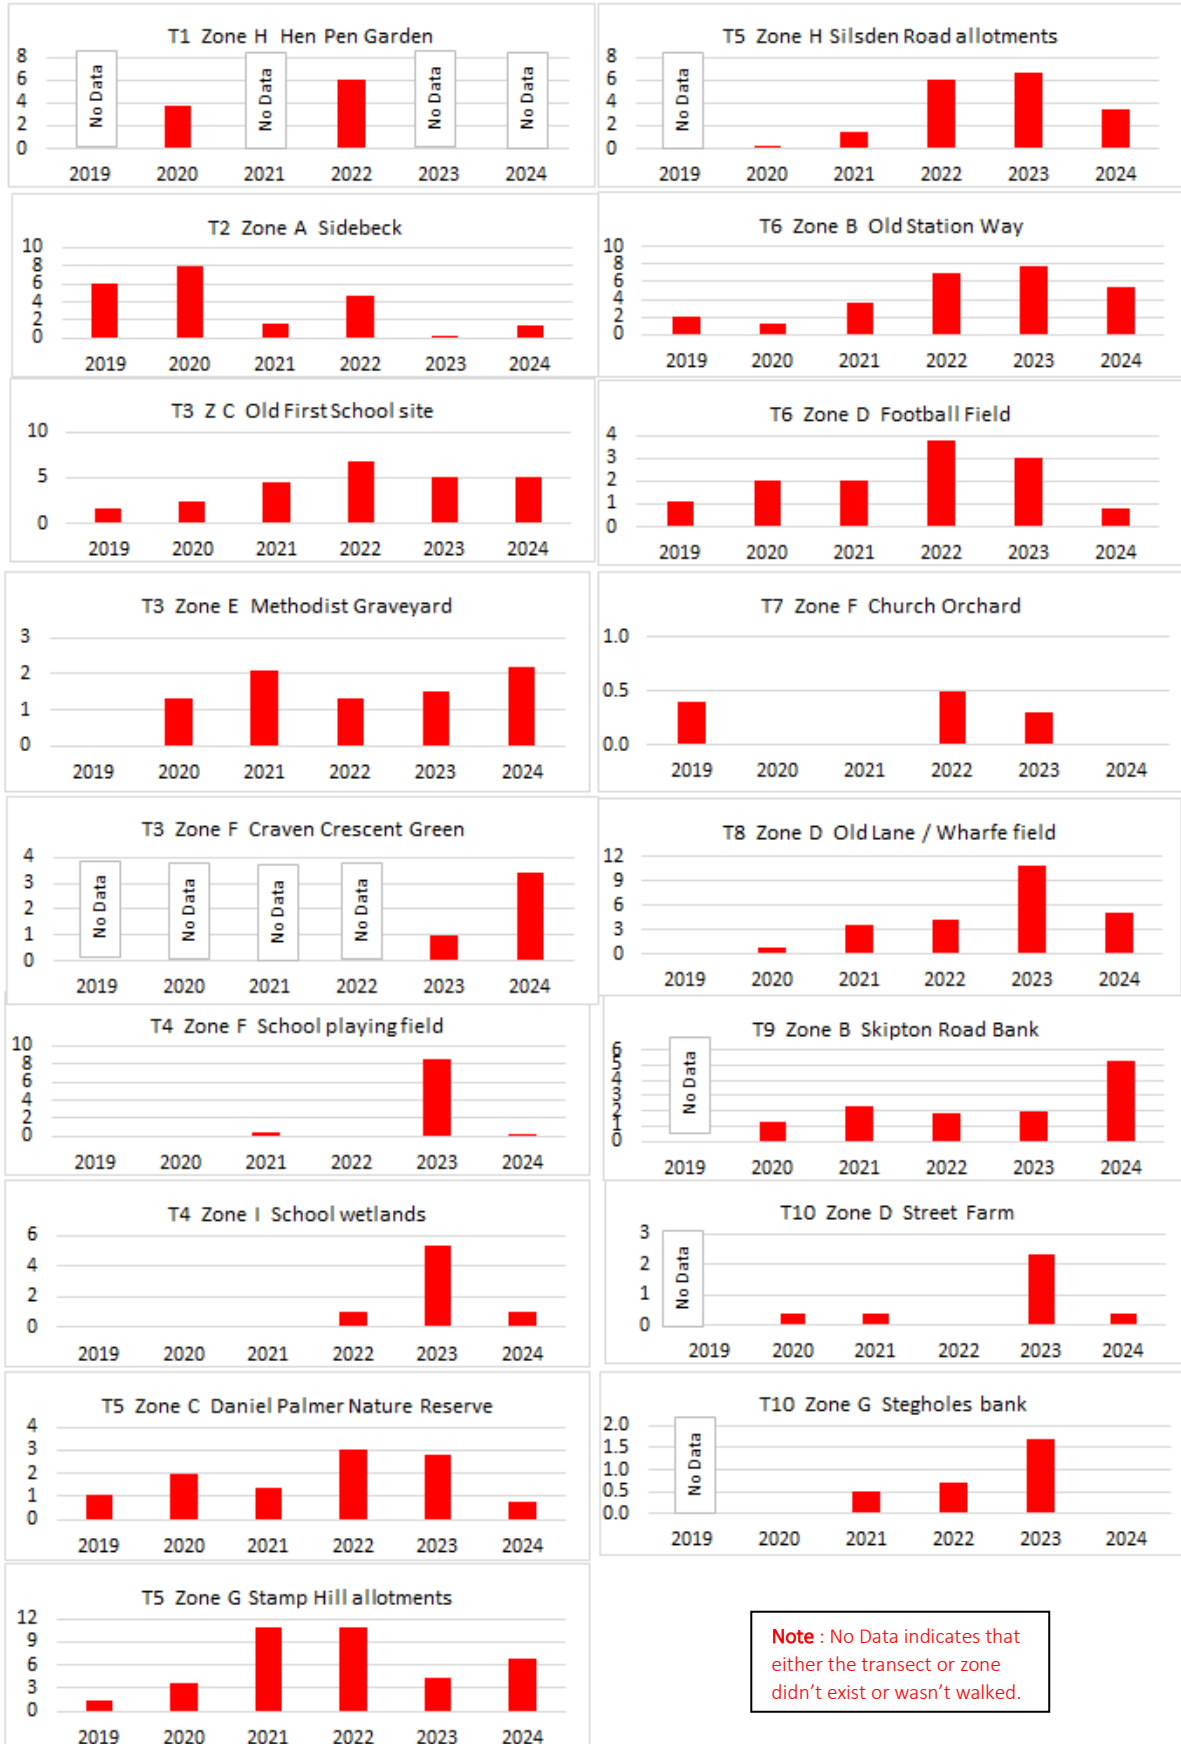 T1 Zone H Hen Pen Garden
8
6
4
2
0
No Data
No Data
No Data
No Data
2019 2020 2021 2022 2023 2024
T2 Zone A Sidebeck
10
8
6
4
2
0
2019 2020 2021 2022 2023 2024
T3 Z C Old First School site
10
5
0
2019 2020 2021 2022 2023 2024
T3 Zone E Methodist Graveyard
3
2
1
0
2019 2020 2021 2022 2023 2024
T3 Zone F Craven Crescent Green
4
3
2
1
0
No Data
No Data
No Data
No Data
2019 2020 2021 2022 2023 2024
T4 Zone F School playing field
10
8
6
4
2
0
2019 2020 2021 2022 2023 2024
T4 Zone I School wetlands
6
4
2
0
2019 2020 2021 2022 2023 2024
T5 Zone C Daniel Palmer Nature Reserve
4
3
2
1
0
2019 2020 2021 2022 2023 2024
T5 Zone G Stamp Hill allotments
12
9
6
3
0
2019 2020 2021 2022 2023 2024
T5 Zone H Silsden Road allotments
8
6
4
2
0
No Data
2019 2020 2021 2022 2023 2024
T6 Zone B Old Station Way
10
8
6
4
2
0
2019 2020 2021 2022 2023 2024
T6 Zone D Football Field
4
3
2
1
0
2019 2020 2021 2022 2023 2024
T7 Zone F Church Orchard
1.0
0.5
0.0
2019 2020 2021 2022 2023 2024
T8 Zone D Old Lane / Wharfe field
12
9
6
3
0
2019 2020 2021 2022 2023 2024
T9 Zone B Skipton Road Bank
6
5
4
3
2
1
0
No Data
2019 2020 2021 2022 2023 2024
T10 Zone D Street Farm
3
2
1
0
No Data
2019 2020 2021 2022 2023 2024
T10 Zone G Stegholes bank
2.0
1.5
1.0
0.5
0.0
No Data
2019 2020 2021 2022 2023 2024
Note : No Data indicates that
either the transect or zone
didn't exist or wasn't walked.